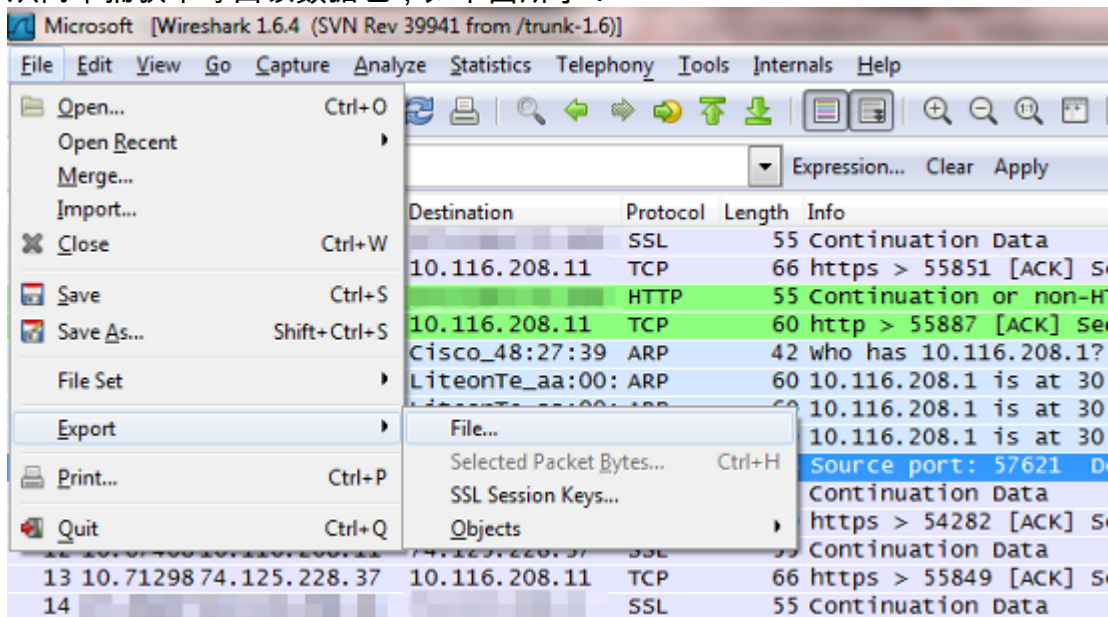 Microsoft [Wireshark 1.6.4 (SVN Rev 39941 from /trunk-1.6)]
File Edit View Go Capture Analyze Statistics Telephony Tools Internals Help
Open... Ctrl+O
Open Recent
Merge...
Import...
Close Ctrl+W
Save Ctrl+S
Save As... Shift+Ctrl+S
File Set
Export
Print... Ctrl+P
Quit Ctrl+Q
File...
Selected Packet Bytes... Ctrl+H
SSL Session Keys...
Objects
Expression... Clear Apply
Destination Protocol Length Info
SSL 55 Continuation Data
10.116.208.11 TCP 66 https > 55851 [ACK]
HTTP 55 Continuation or
10.116.208.11 TCP 60 http > 55887 [ACK]
Cisco_48:27:39 ARP 42 Who has 10.116.208.1?
LiteonTe_aa:00: ARP 60 10.116.208.1 is at 30
10.116.208.1 is at 30
10.116.208.1 is at 30
Source port: 57621
Continuation Data
https > 54282 [ACK]
Continuation Data
13 10.71298 74.125.228.37 10.116.208.11 TCP 66 https > 55849 [ACK]
14 SSL 55 Continuation Data